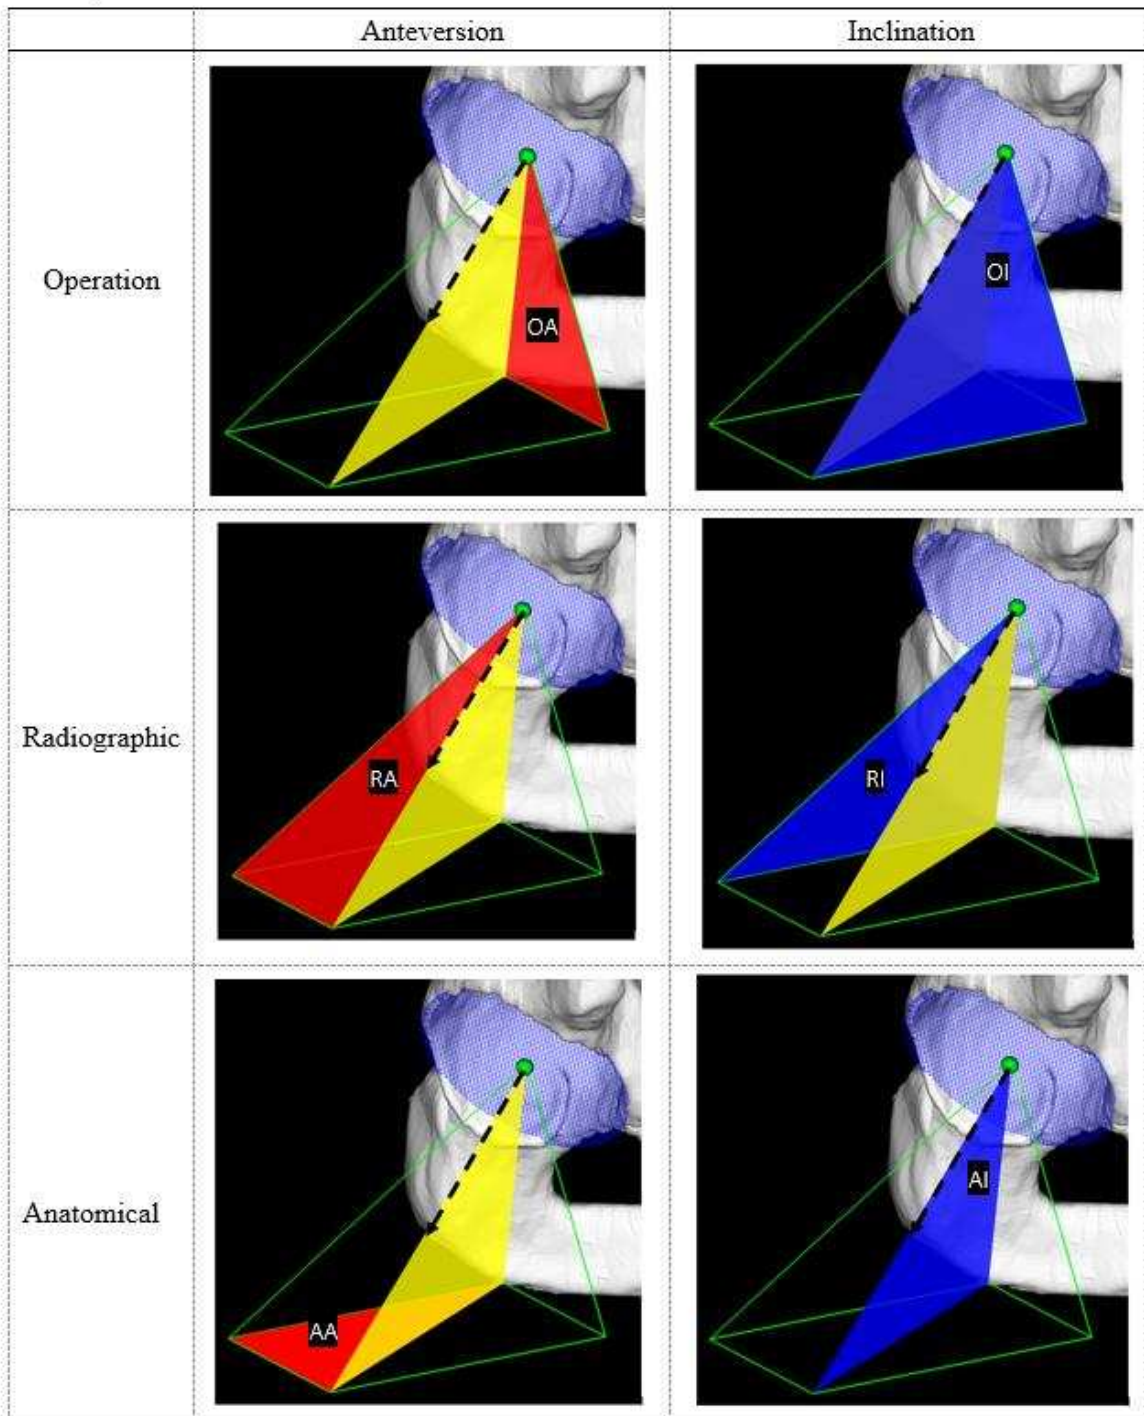 Anteversion
Inclination
Operation
OA
OI
Radiographic
RA
RI
Anatomical
AA
AI